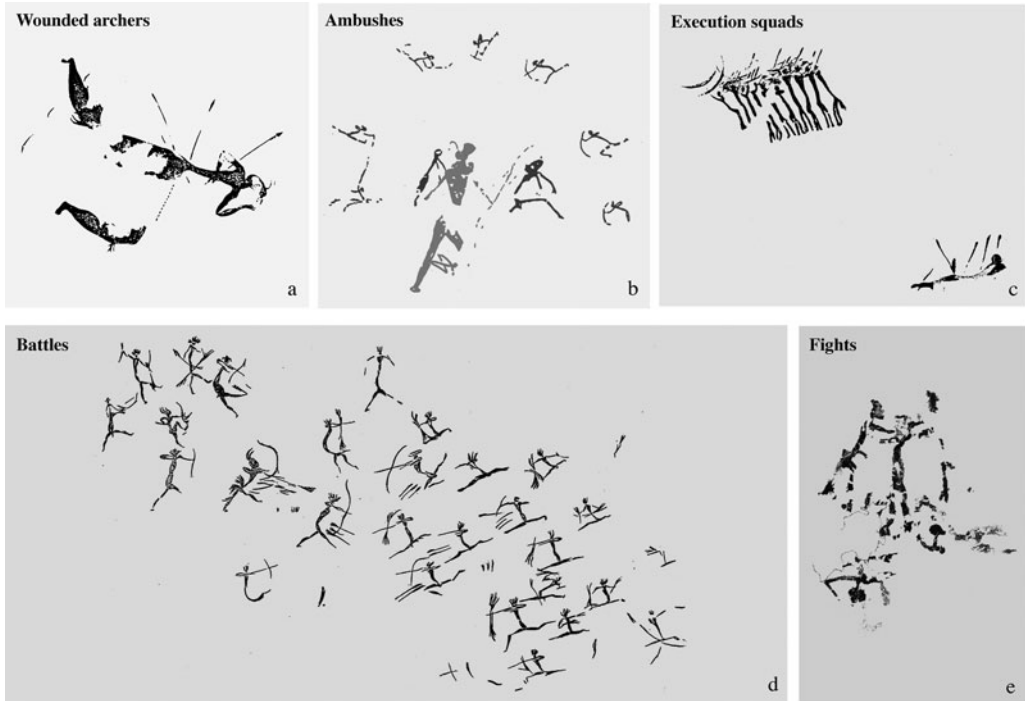 Wounded archers
a
Ambushes
b
Execution squads
c
Battles
d
Fights
e